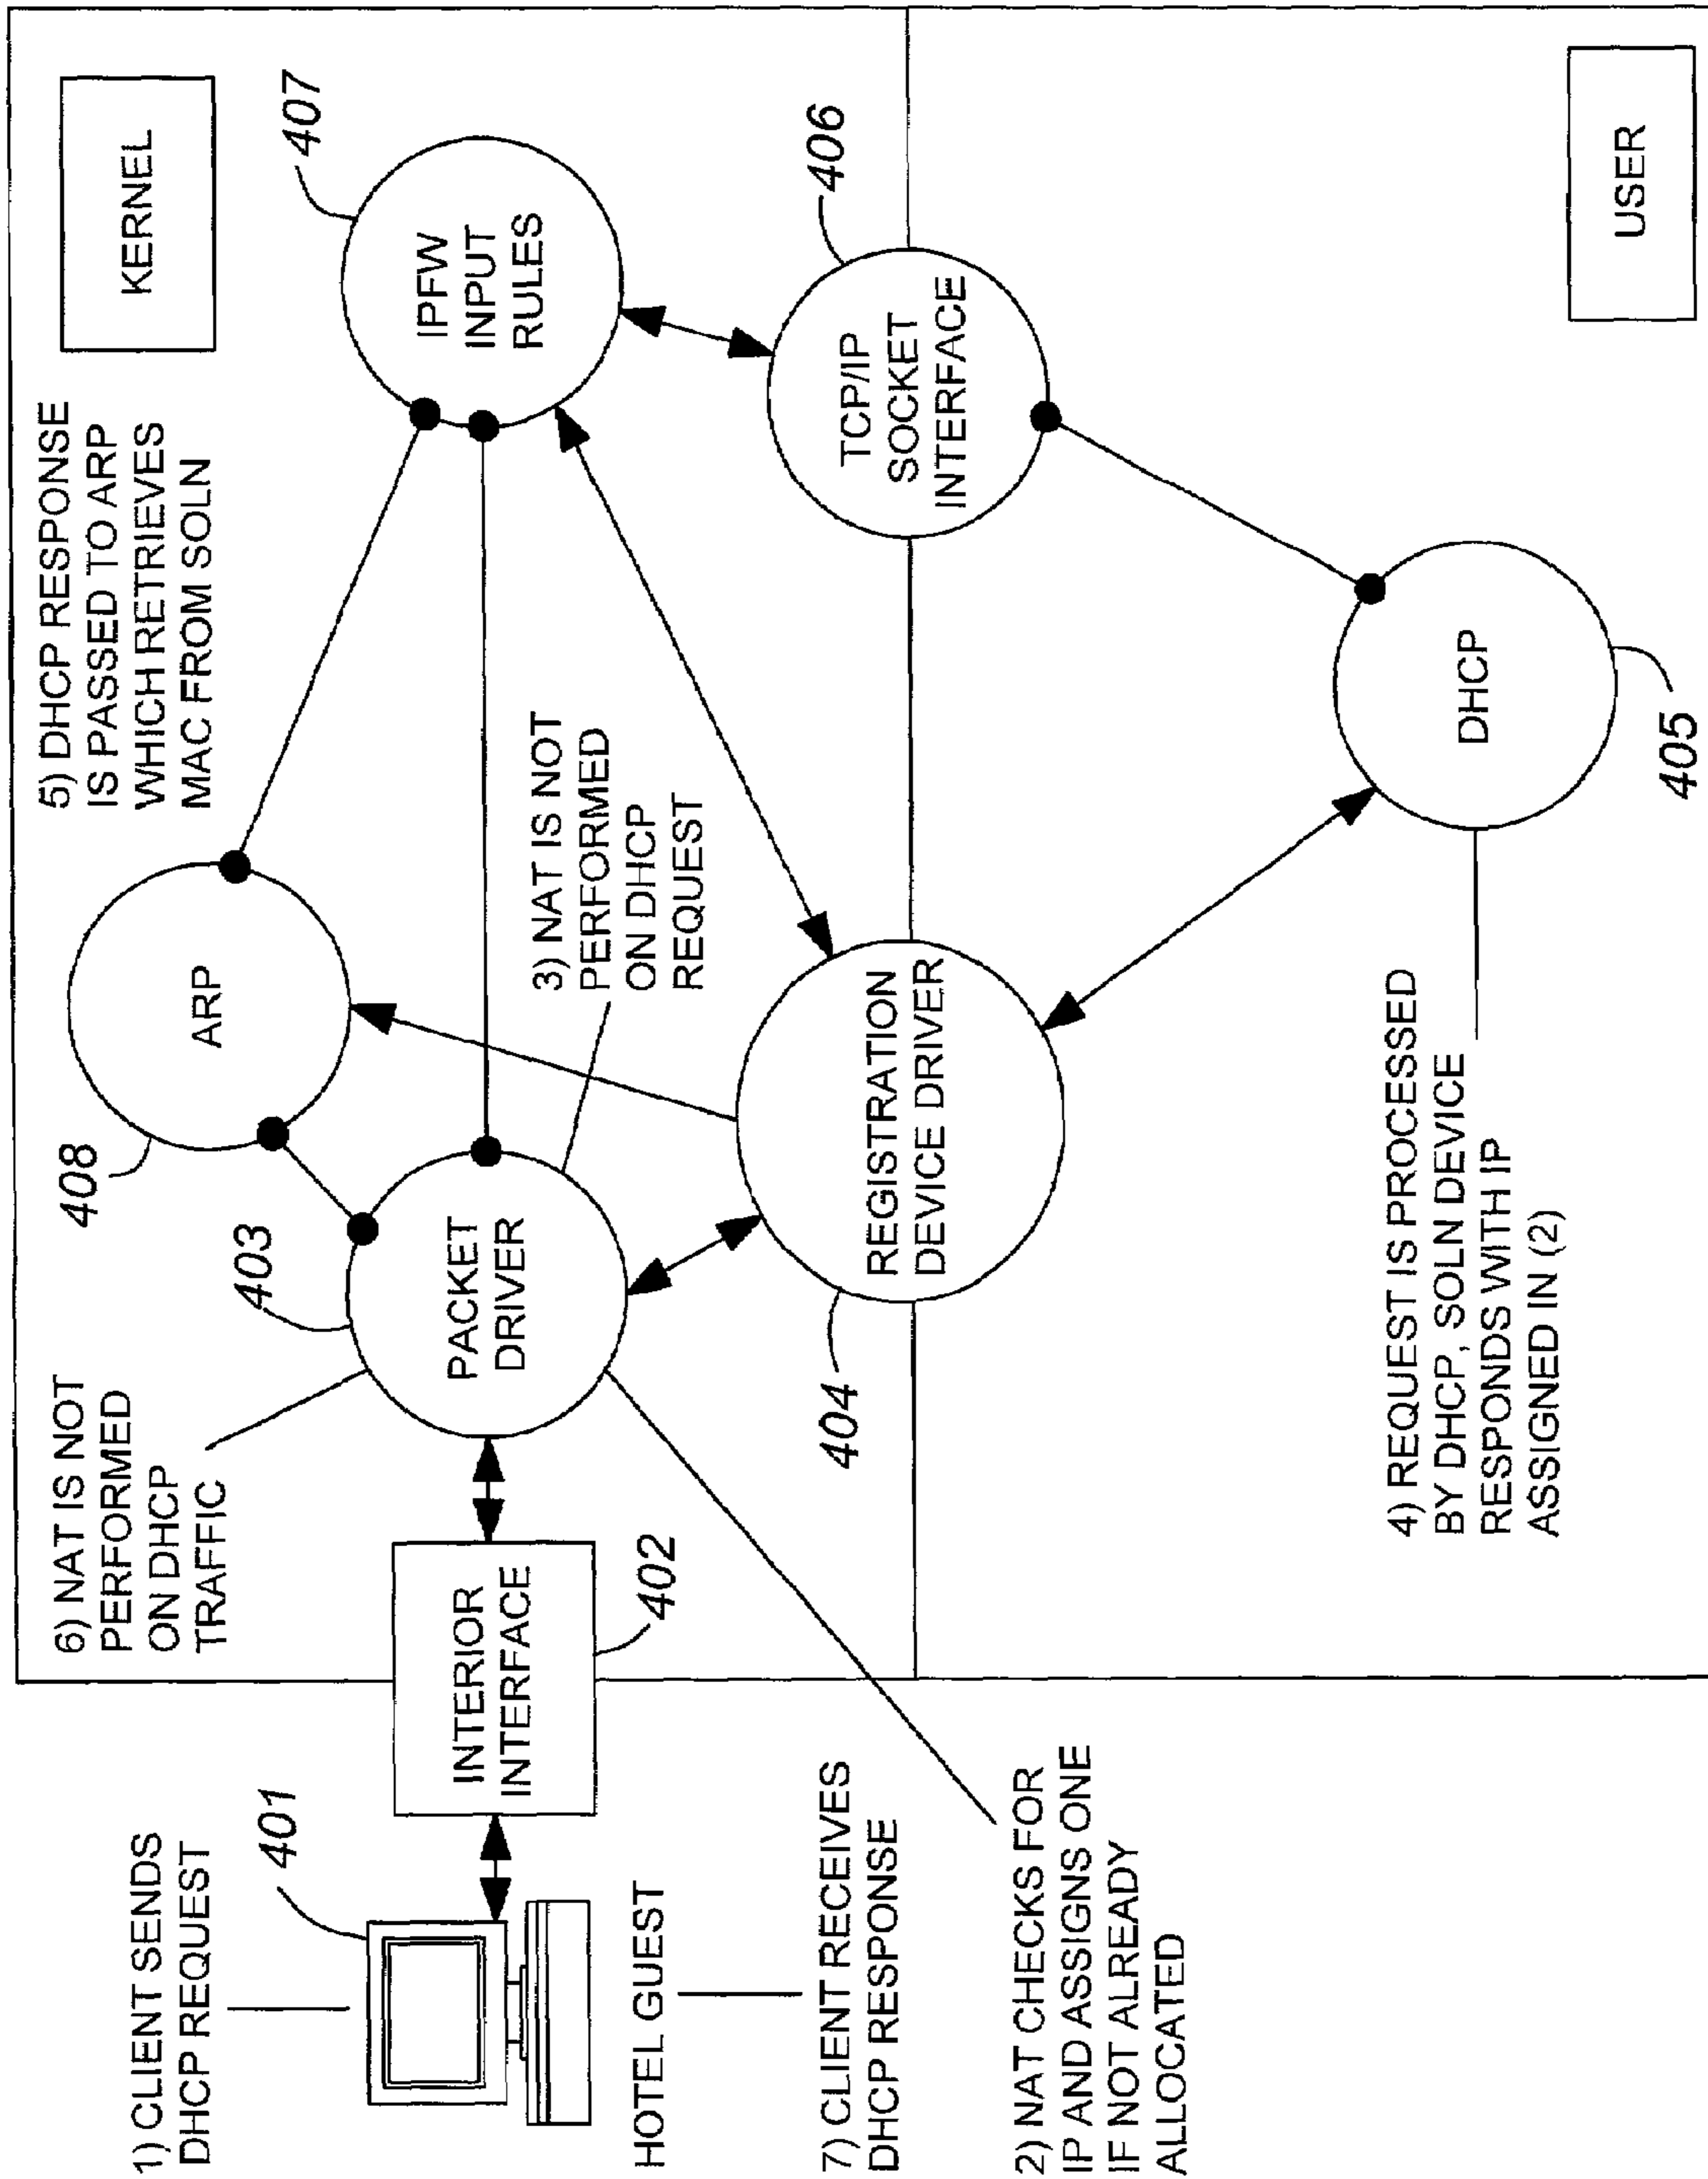 1) CLIENT SENDS
DHCP REQUEST
401
HOTEL GUEST
7) CLIENT RECEIVES
DHCP RESPONSE
2) NAT CHECKS FOR
IP AND ASSIGNS ONE
IF NOT ALREADY
ALLOCATED
INTERIOR
INTERFACE
402
6) NAT IS NOT
PERFORMED
ON DHCP
TRAFFIC
403
PACKET
DRIVER
408
ARP
3) NAT IS NOT
PERFORMED
ON DHCP
REQUEST
5) DHCP RESPONSE
IS PASSED TO ARP
WHICH RETRIEVES
MAC FROM SOLN
KERNEL
407
IPFW
INPUT
RULES
404
REGISTRATION
DEVICE DRIVER
406
TCP/IP
SOCKET
INTERFACE
4) REQUEST IS PROCESSED
BY DHCP, SOLN DEVICE
RESPONDS WITH IP
ASSIGNED IN (2)
DHCP
405
USER